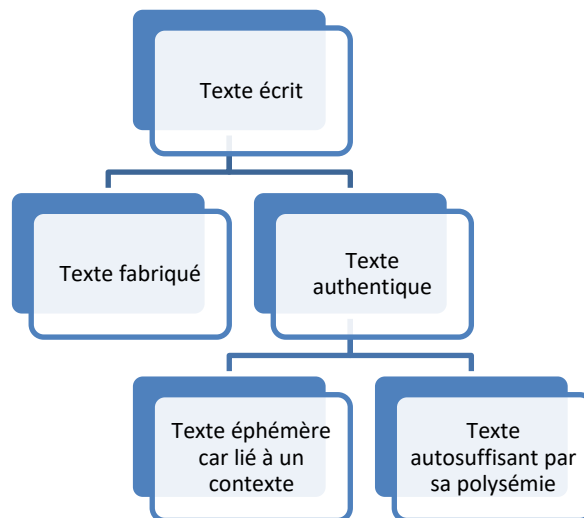 Texte écrit
Texte fabriqué
Texte
authentique
Texte éphémère
car lié à un
contexte
Texte
autosuffisant par
sa polysémie